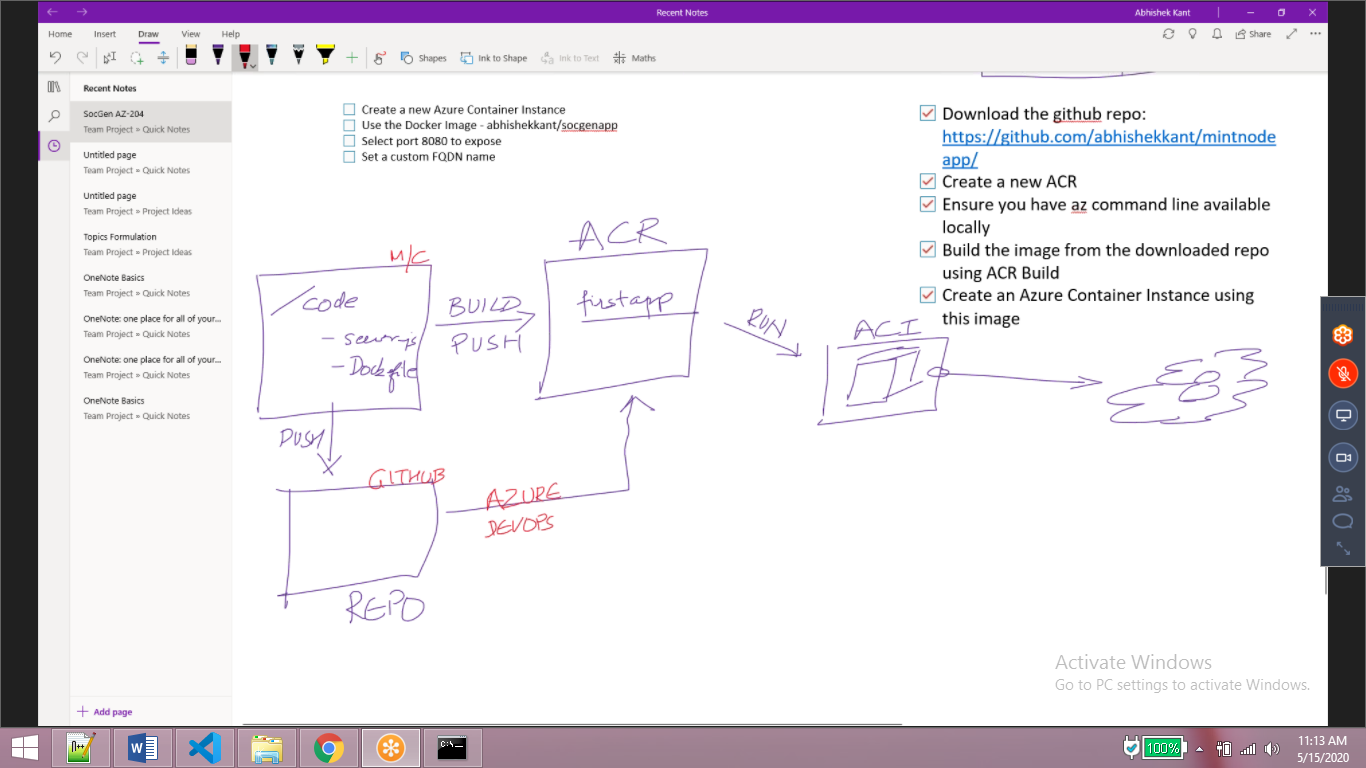 Recent Notes
Abhishek Kant
Home Insert Draw View Help
Share
Shapes Ink to Shape Ink to Text Maths
Recent Notes
SocGen AZ-204
Team Project » Quick Notes
Untitled page
Team Project » Quick Notes
Untitled page
Team Project » Project Ideas
Topics Formulation
Team Project » Project Ideas
OneNote Basics
Team Project » Quick Notes
OneNote: one place for all of your...
Team Project » Quick Notes
OneNote: one place for all of your...
Team Project » Quick Notes
OneNote Basics
Team Project » Quick Notes
Add page
Create a new Azure Container Instance
Use the Docker Image - abhishekkant/socgenapp
Select port 8080 to expose
Set a custom FQDN name
Download the github repo:
https://github.com/abhishekkant/mintnode
app/
Create a new ACR
Ensure you have az command line available
locally
Build the image from the downloaded repo
using ACR Build
Create an Azure Container Instance using
this image
M/C
/code
- Dockerfile
BUILD
PUSH
ACR
firstapp
RUN
ACI
PUSH
GITHUB
REPO
AZURE
DEVOPS
Activate Windows
Go to PC settings to activate Windows.
100%
11:13 AM
5/15/2020